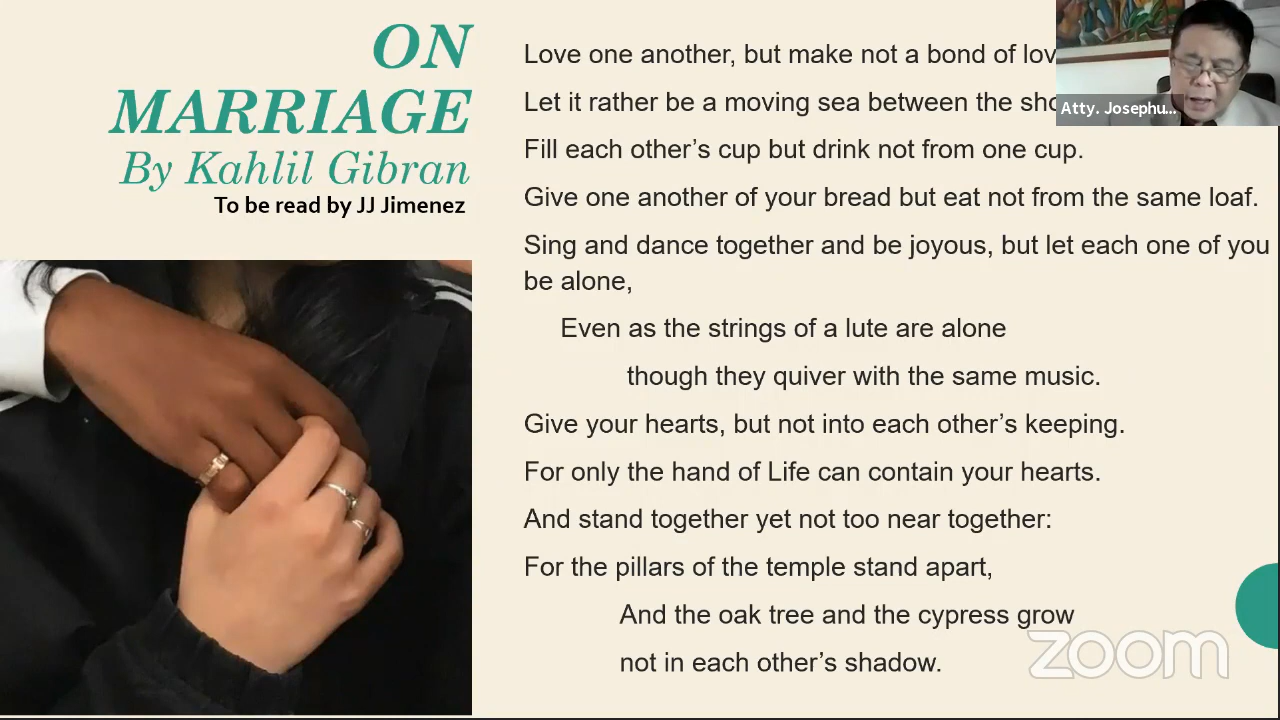 ON
MARRIAGE
By Kahlil Gibran
To be read by JJ Jimenez
Love one another, but make not a bond of
Let it rather be a moving sea between the
Fill each other’s cup but drink not from one cup.
Give one another of your bread but eat not from the same loaf.
Sing and dance together and be joyous, but let each one of you
be alone,
Even as the strings of a lute are alone
though they quiver with the same music.
Give your hearts, but not into each other’s keeping.
For only the hand of Life can contain your hearts.
And stand together yet not too near together:
For the pillars of the temple stand apart,
And the oak tree and the cypress grow
not in each other’s shadow.
Atty. Josephu...
zoom